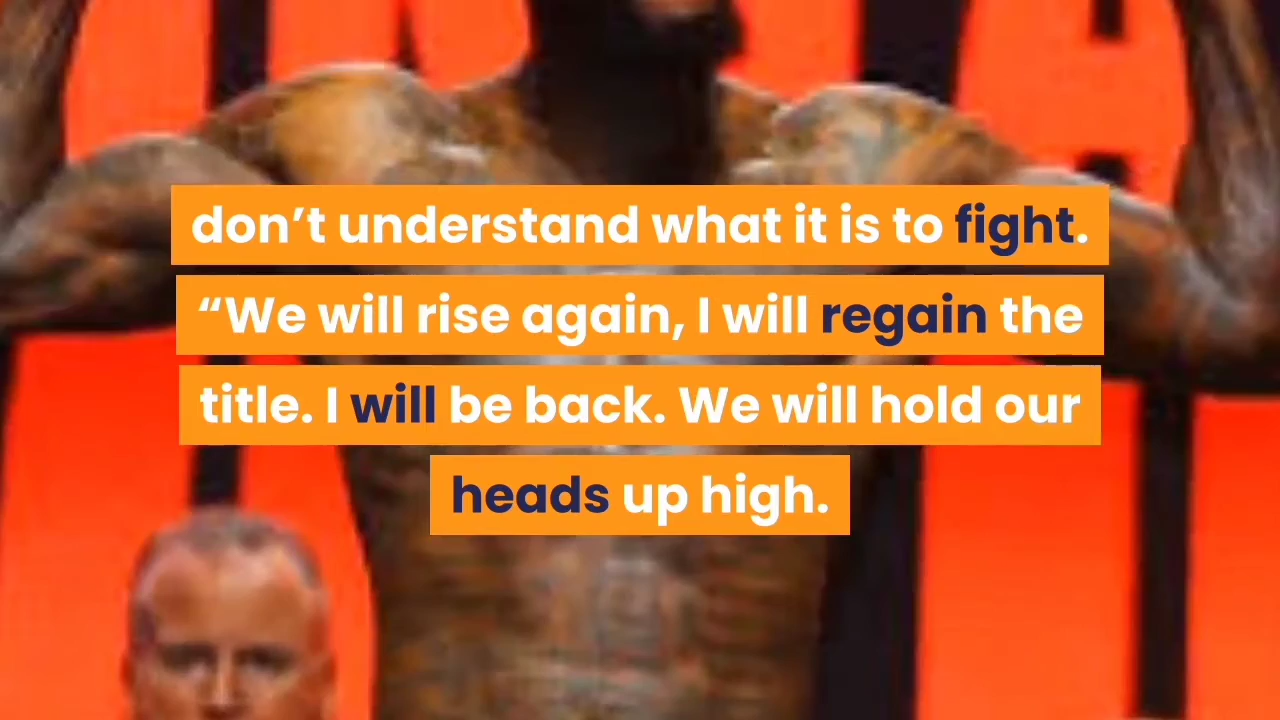 don’t understand what it is to fight.
“We will rise again, I will regain the
title. I will be back. We will hold our
heads up high.